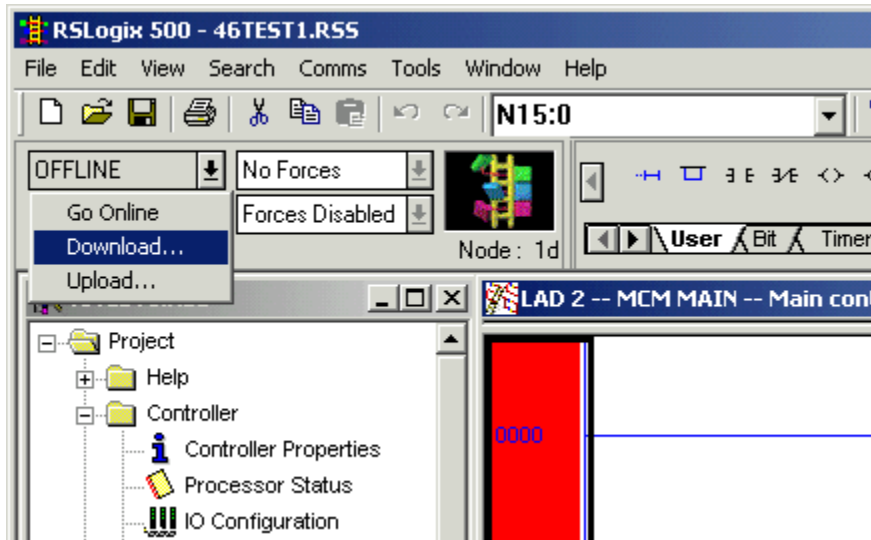 RSLogix 500 - 46TEST1.RSS
File Edit View Search Comms Tools Window Help
N15:0
OFFLINE No Forces
Go Online Forces Disabled
Download...
Node : 1d
User Bit Timer
Upload...
LAD 2 -- MCM MAIN -- Main con
Project
Help
Controller
0000
Controller Properties
Processor Status
IO Configuration